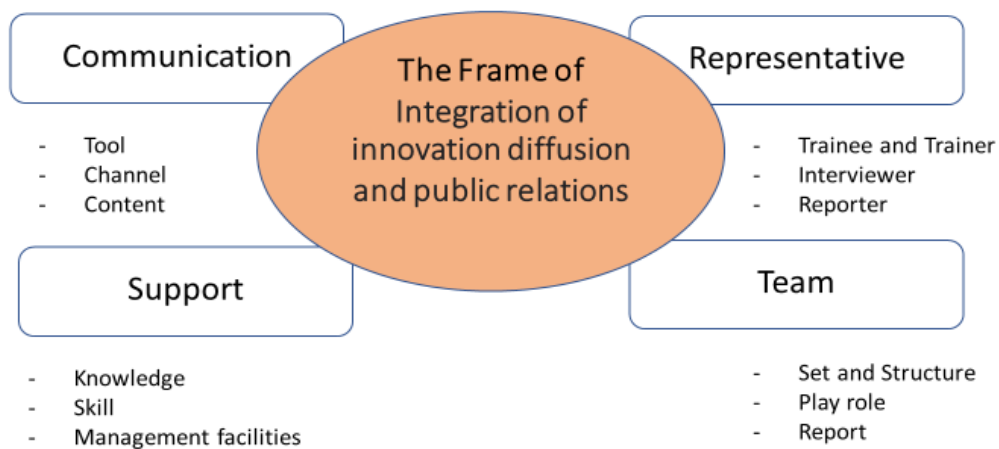 Communication
- Tool
- Channel
- Content
The Frame of
Integration of
innovation diffusion
and public relations
Representative
- Trainee and Trainer
- Interviewer
- Reporter
Support
- Knowledge
- Skill
- Management facilities
Team
- Set and Structure
- Play role
- Report